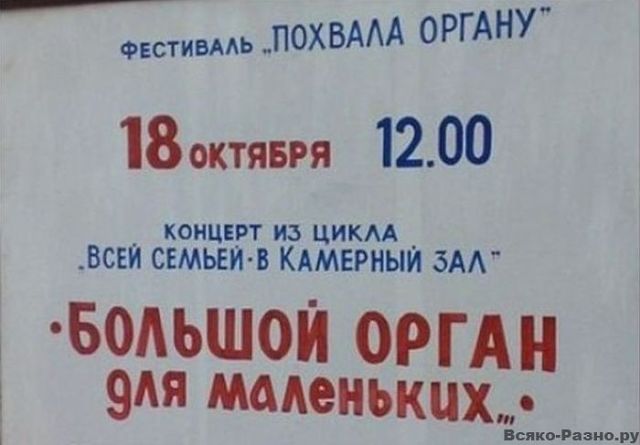 ФЕСТИВАЛЬ „ПОХВАЛА ОРГАНУ”
18 ОКТЯБРЯ 12.00
КОНЦЕРТ ИЗ ЦИКЛА
„ВСЕЙ СЕМЬЕЙ - В КАМЕРНЫЙ ЗАЛ”
·БОЛЬШОЙ ОРГАН
для маленьких...·
Всяко-Разно.ру